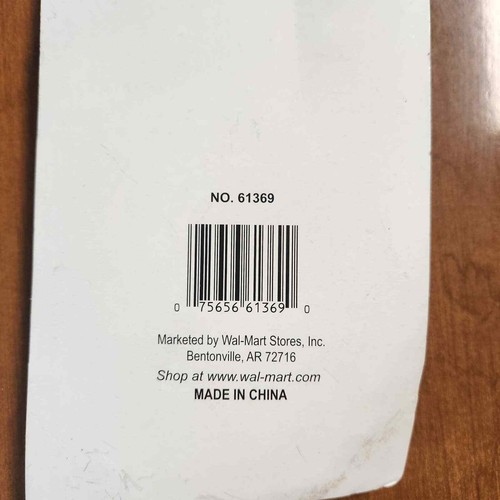 NO. 61369
0 75656 61369 0
Marketed by Wal-Mart Stores, Inc.
Bentonville, AR 72716
Shop at www.wal-mart.com
MADE IN CHINA